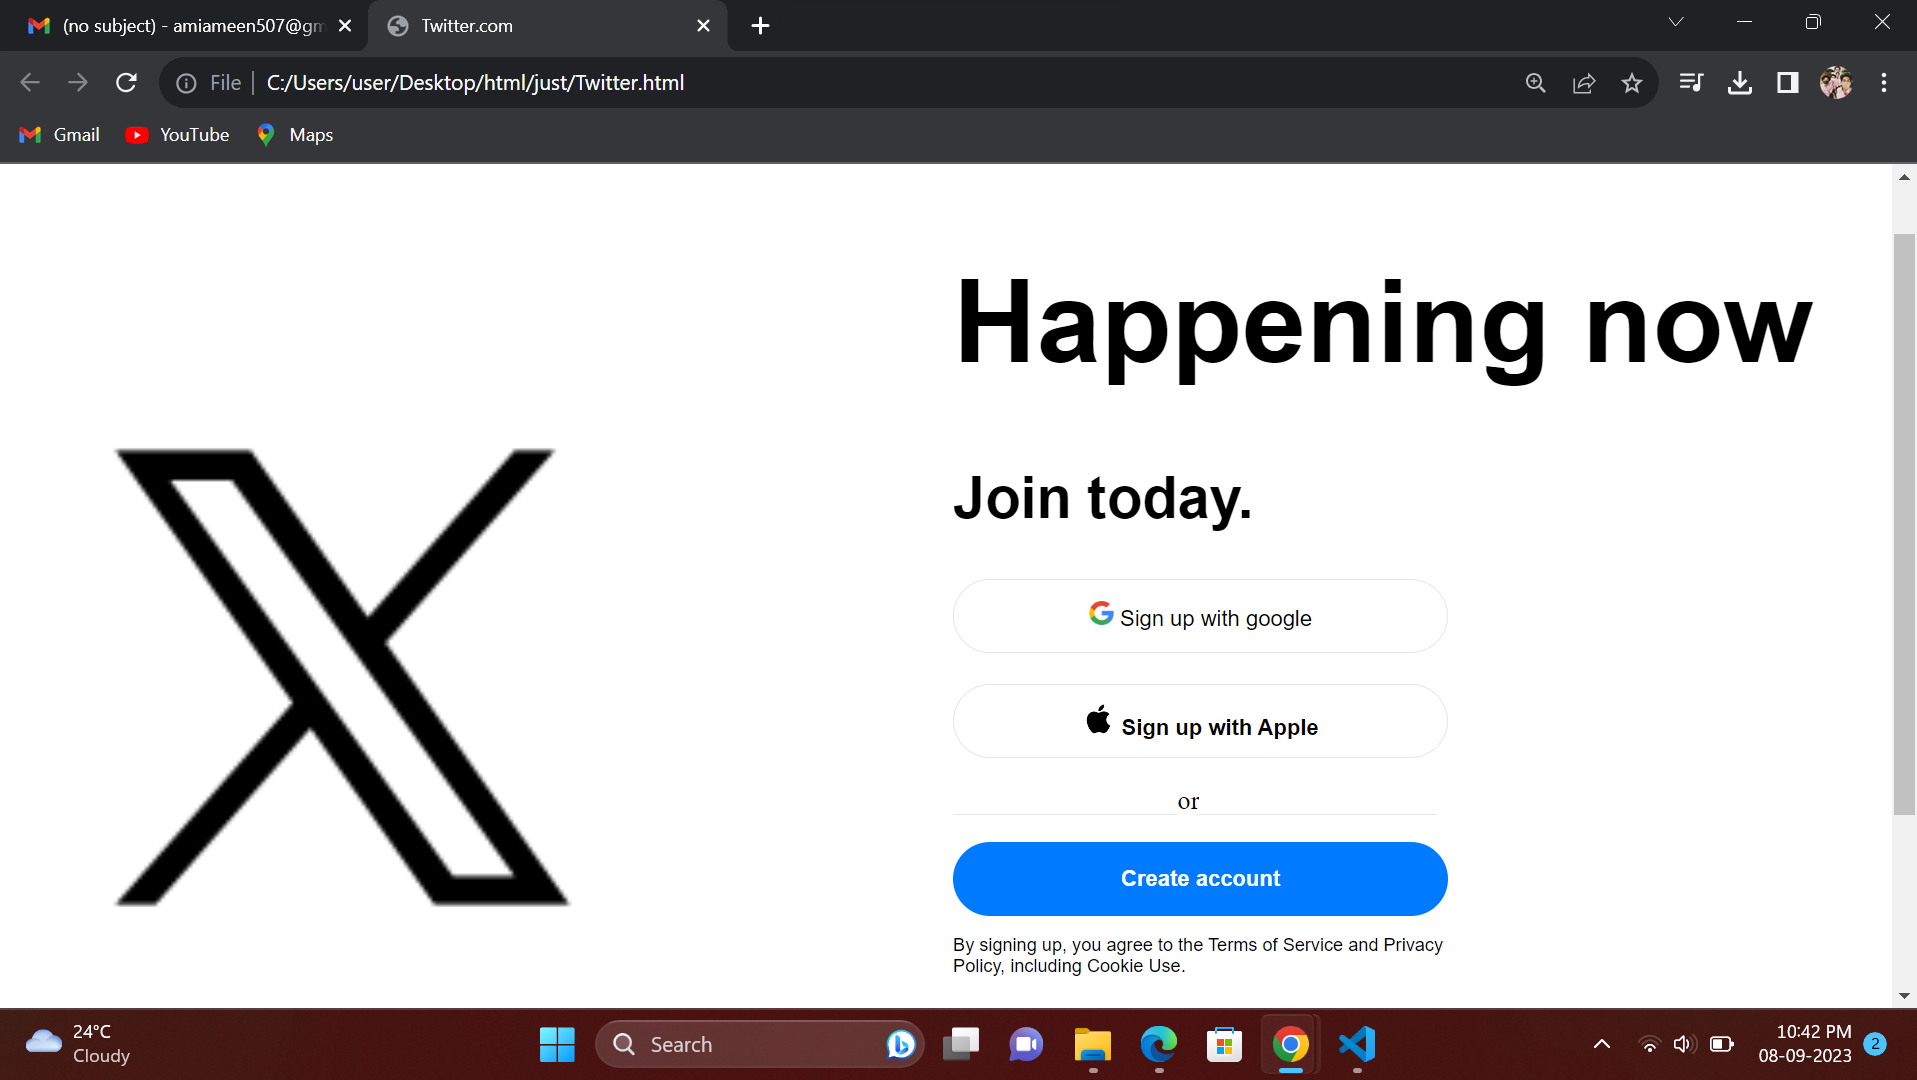 (no subject) - amiameen507@gm
Twitter.com
File
C:/Users/user/Desktop/html/just/Twitter.html
Gmail
YouTube
Maps
Happening now
Join today.
Sign up with google
Sign up with Apple
or
Create account
By signing up, you agree to the Terms of Service and Privacy
Policy, including Cookie Use.
24°C
Cloudy
Search
10:42 PM
08-09-2023
2